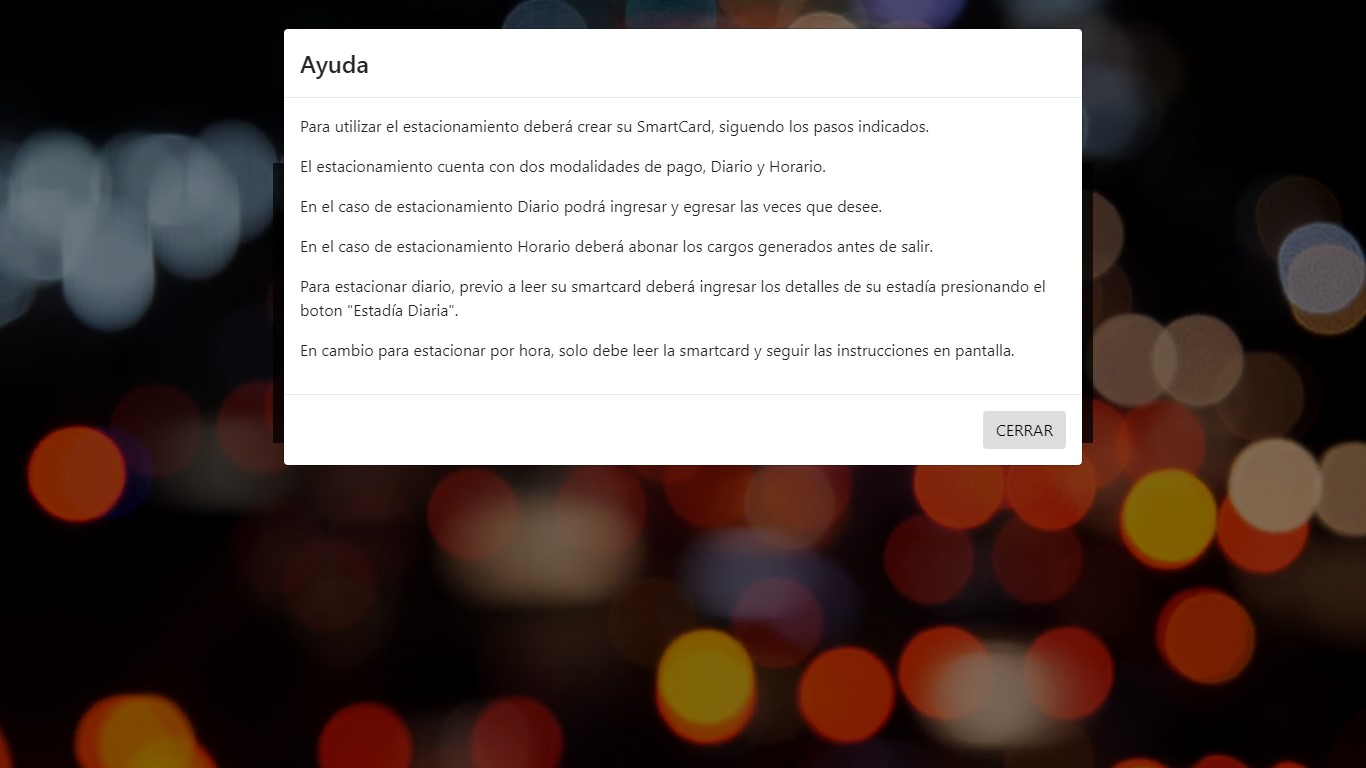 Ayuda
Para utilizar el estacionamiento deberá crear su SmartCard, siguendo los pasos indicados.
El estacionamiento cuenta con dos modalidades de pago, Diario y Horario.
En el caso de estacionamiento Diario podrá ingresar y egresar las veces que desee.
En el caso de estacionamiento Horario deberá abonar los cargos generados antes de salir.
Para estacionar diario, previo a leer su smartcard deberá ingresar los detalles de su estadía presionando el
boton "Estadía Diaria".
En cambio para estacionar por hora, solo debe leer la smartcard y seguir las instrucciones en pantalla.
CERRAR